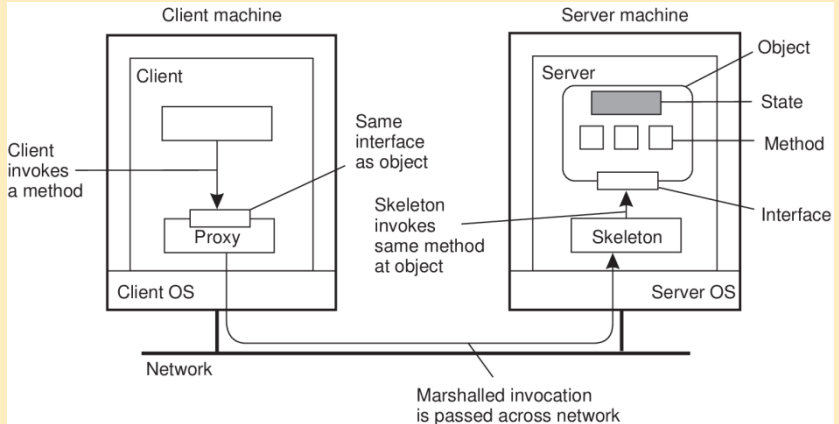 Client machine
Server machine
Client
Server
Object
State
Method
Interface
Client
invokes
a method
Same
interface
as object
Skeleton
invokes
same method
at object
Proxy
Skeleton
Client OS
Server OS
Network
Marshalled invocation
is passed across network